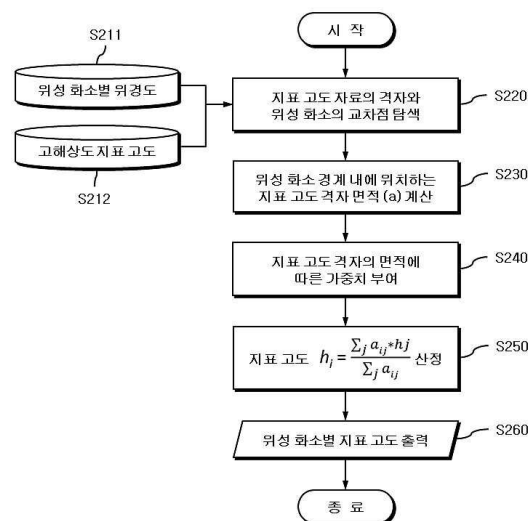 시 작
S211
위성 화소별 위경도
고해상도 지표 고도
S212
지표 고도 자료의 격자와
위성 화소의 교차점 탐색
S220
위성 화소 경계 내에 위치하는
지표 고도 격자 면적 (a) 계산
S230
지표 고도 격자의 면적에
따른 가중치 부여
S240
지표 고도 h_i = ∑_j a_ij*hj / ∑_j a_ij 산정
S250
위성 화소별 지표 고도 출력
S260
종 료